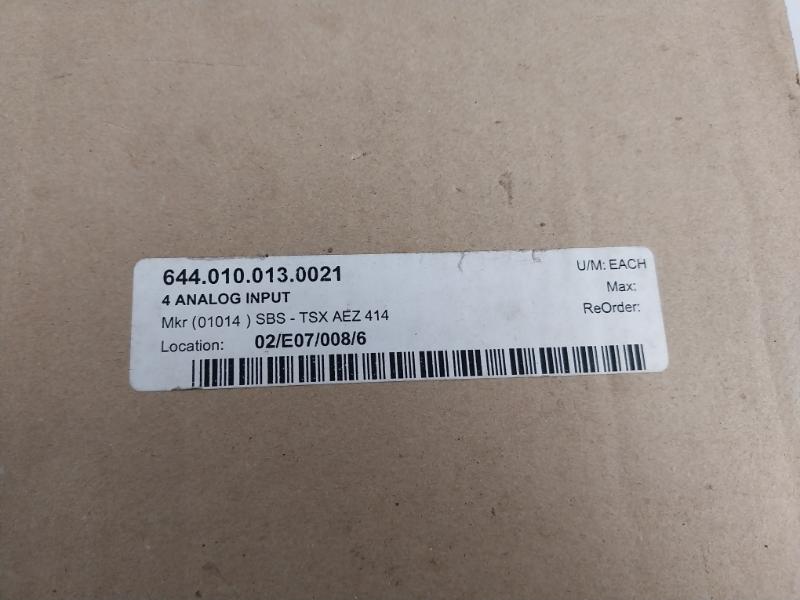 644.010.013.0021
U/M: EACH
4 ANALOG INPUT
Max:
Mkr (01014 ) SBS - TSX AEZ 414
ReOrder:
Location: 02/E07/008/6